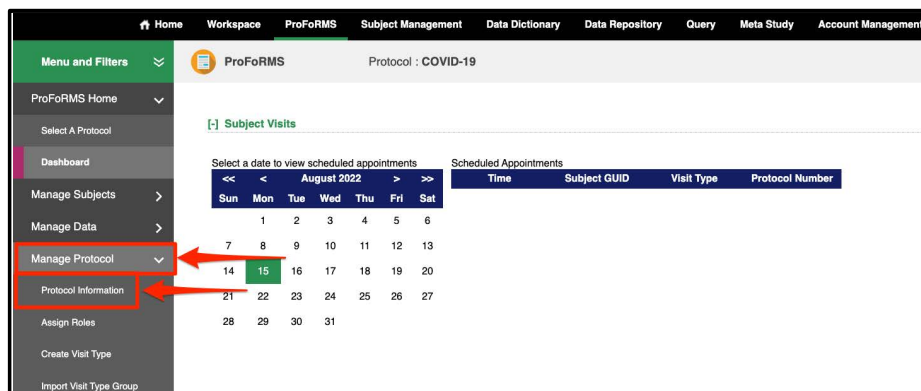 Home Workspace ProFoRMS Subject Management Data Dictionary Data Repository Query Meta Study Account Management
Menu and Filters
ProFoRMS Protocol : COVID-19
ProFoRMS Home
Select A Protocol
Dashboard
Manage Subjects
Manage Data
Manage Protocol
Protocol Information
Assign Roles
Create Visit Type
Import Visit Type Group
[-] Subject Visits
Select a date to view scheduled appointments
<< < August 2022 > >>
Sun Mon Tue Wed Thu Fri Sat
1 2 3 4 5 6
7 8 9 10 11 12 13
14 15 16 17 18 19 20
21 22 23 24 25 26 27
28 29 30 31
Scheduled Appointments
Time Subject GUID Visit Type Protocol Number